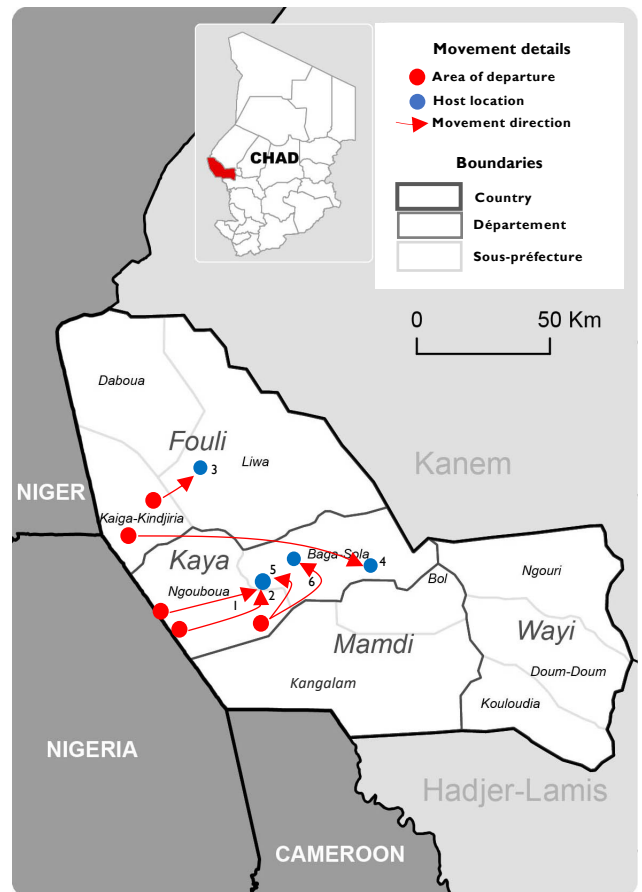 Movement details
Area of departure
Host location
Movement direction
Boundaries
Country
Département
Sous-préfecture
CHAD
0 50 Km
Daboua
Fouli
Liwa
3
Kanem
NIGER
Kaiga-Kindjiria
Kaya
Baga-Sola
4
5
6
Bol
Ngouri
Ngouboua
1
2
Mamdi
Wayi
Doum-Doum
Kangalam
Kouloudia
NIGERIA
Hadjer-Lamis
CAMEROON